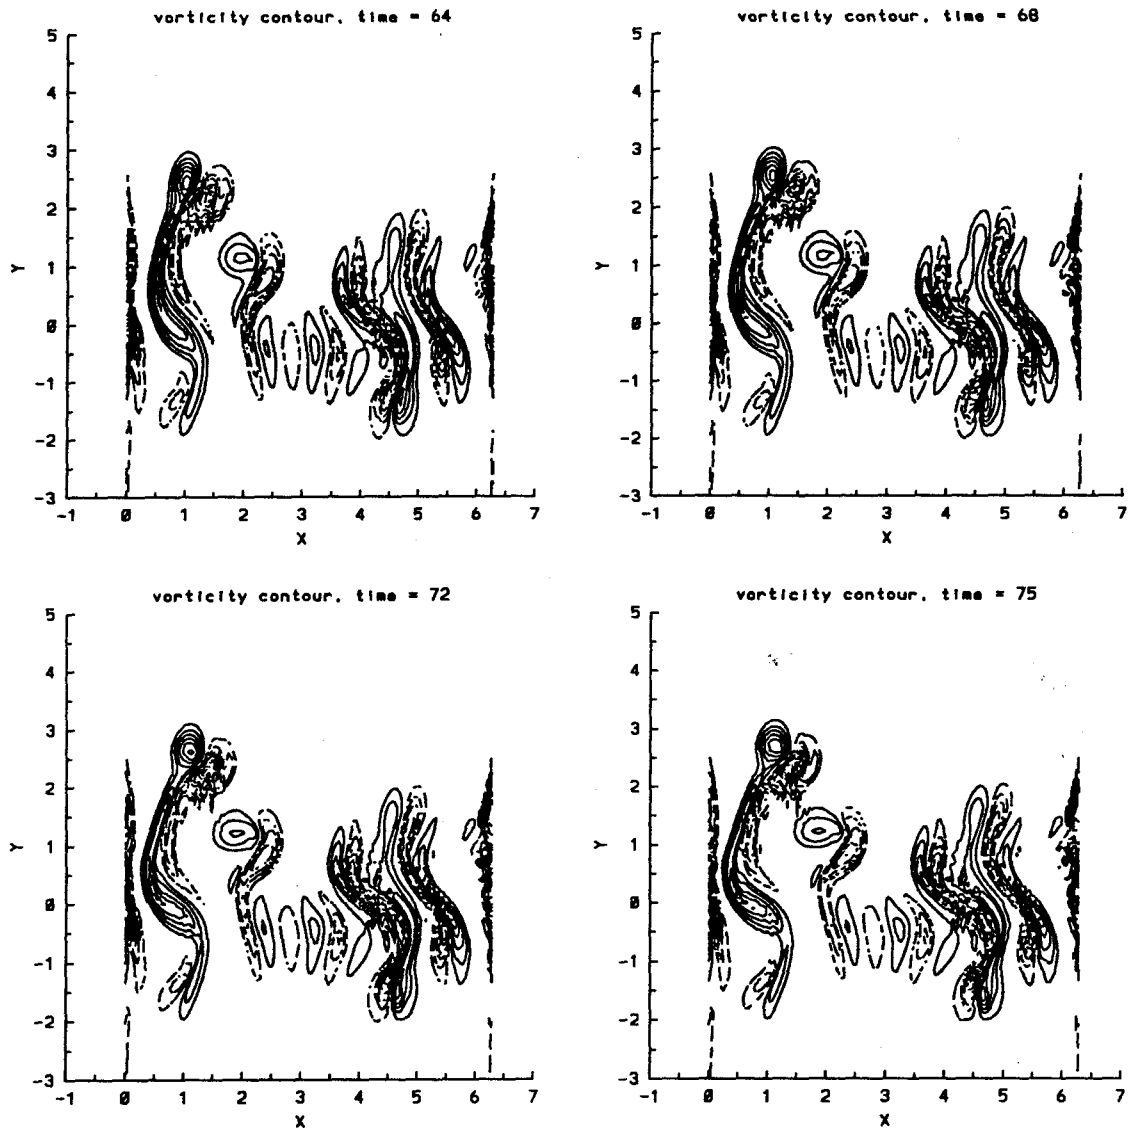 vorticity contour, time = 64
5
4
3
2
1
0
-1
-2
-3
Y
-1 0 1 2 3 4 5 6 7
X
vorticity contour, time = 68
5
4
3
2
1
0
-1
-2
-3
Y
-1 0 1 2 3 4 5 6 7
X
vorticity contour, time = 72
5
4
3
2
1
0
-1
-2
-3
Y
-1 0 1 2 3 4 5 6 7
X
vorticity contour, time = 75
5
4
3
2
1
0
-1
-2
-3
Y
-1 0 1 2 3 4 5 6 7
X